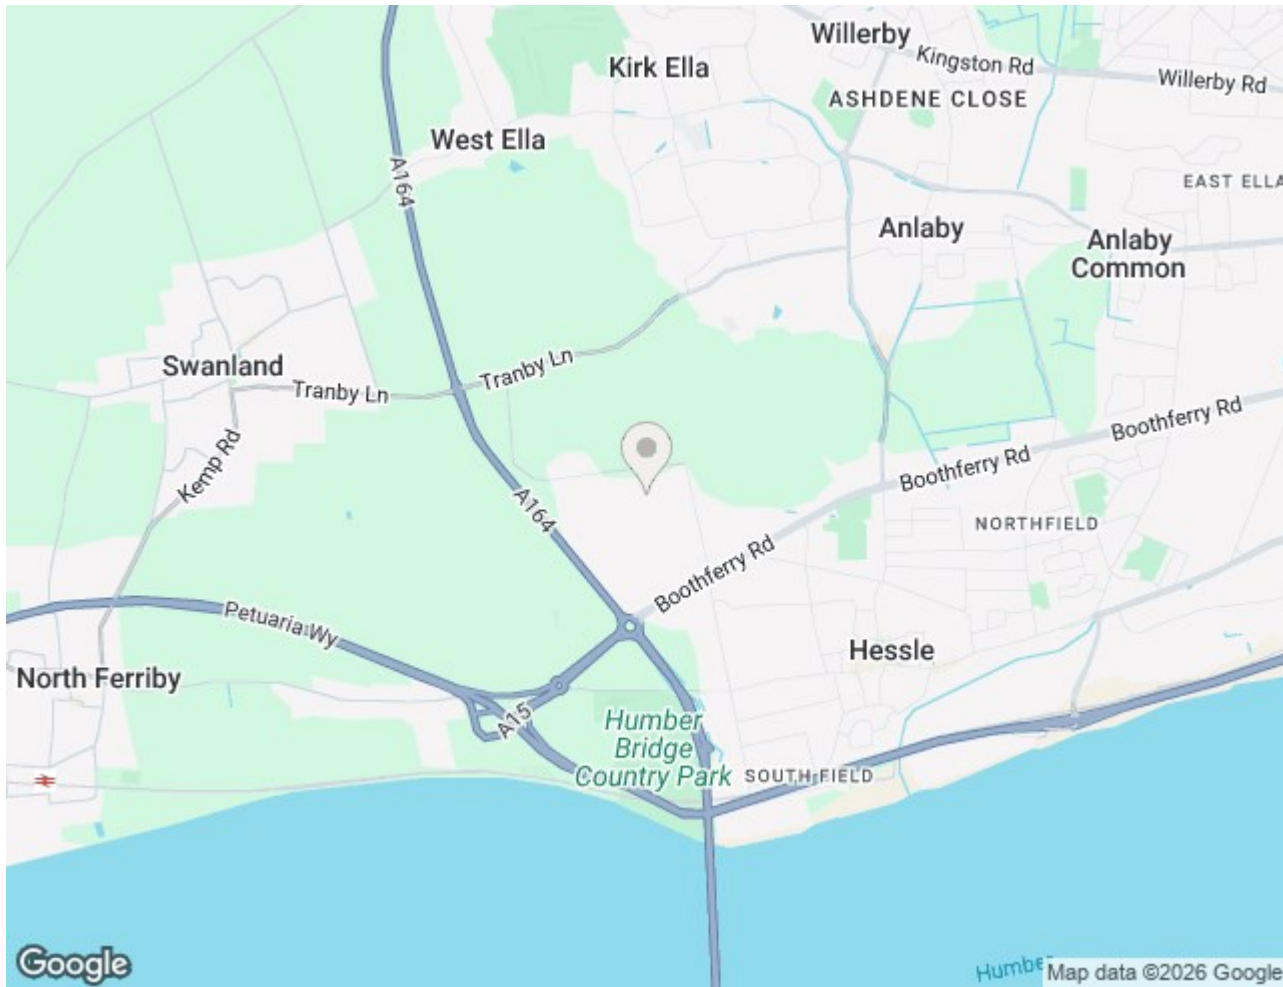 Willerby
Kingston Rd
Kirk Ella
Willerby Rd
ASHDENE CLOSE
West Ella
A164
EAST ELLA
Anlaby
Anlaby
Common
Swanland
Tranby Ln
Tranby Ln
Boothferry Rd
Kemp Rd
Boothferry Rd
A164
NORTHFIELD
Boothferry Rd
Petuaria Wy
Hessle
North Ferriby
A15
Humber
Bridge
Country Park
SOUTH FIELD
Google
Humber
Map data ©2026 Google